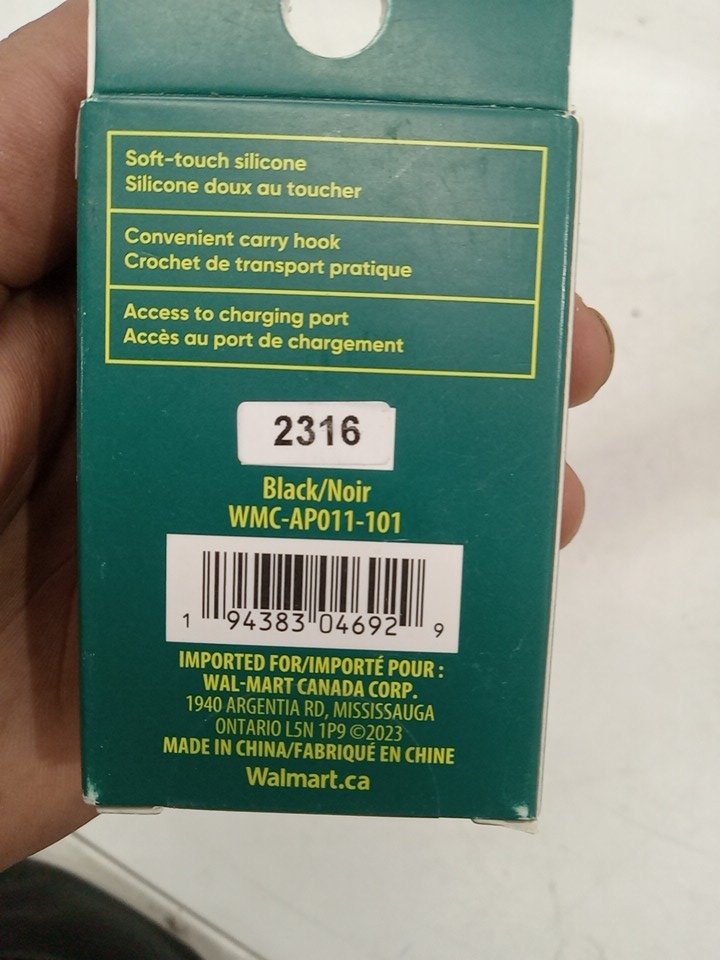 Soft-touch silicone
Silicone doux au toucher
Convenient carry hook
Crochet de transport pratique
Access to charging port
Accès au port de chargement
2316
Black/Noir
WMC-AP011-101
1 94383 04692 9
IMPORTED FOR/IMPORTÉ POUR :
WAL-MART CANADA CORP.
1940 ARGENTIA RD, MISSISSAUGA
ONTARIO L5N 1P9 ©2023
MADE IN CHINA/FABRIQUÉ EN CHINE
Walmart.ca